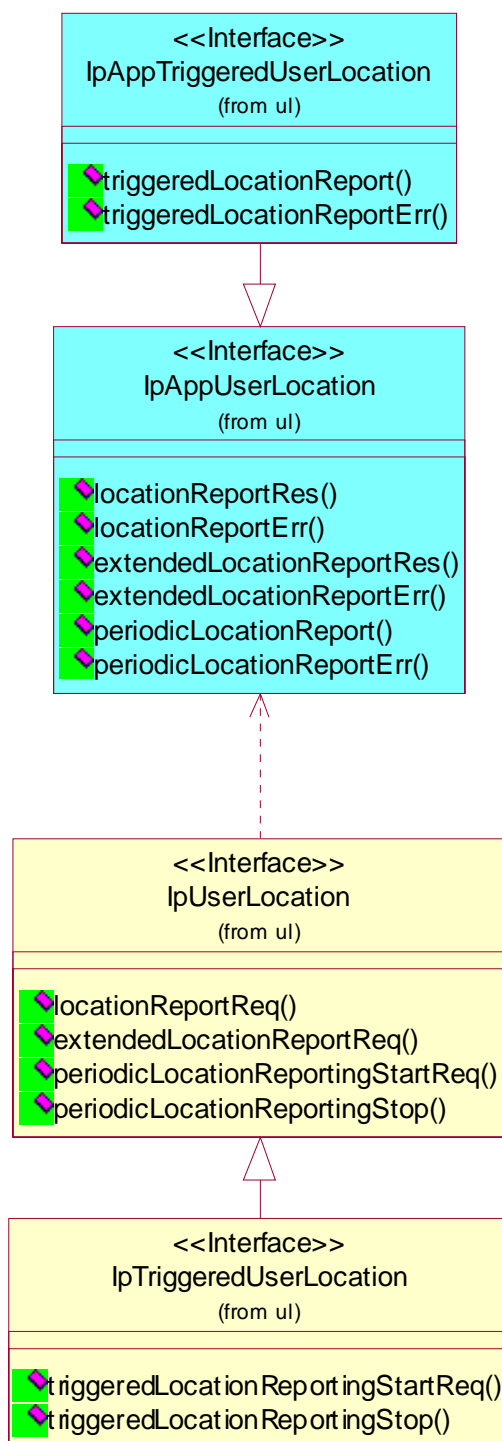 <<Interface>>
IpAppTriggeredUserLocation
(from ul)
triggeredLocationReport()
triggeredLocationReportErr()
<<Interface>>
IpAppUserLocation
(from ul)
locationReportRes()
locationReportErr()
extendedLocationReportRes()
extendedLocationReportErr()
periodicLocationReport()
periodicLocationReportErr()
<<Interface>>
IpUserLocation
(from ul)
locationReportReq()
extendedLocationReportReq()
periodicLocationReportingStartReq()
periodicLocationReportingStop()
<<Interface>>
IpTriggeredUserLocation
(from ul)
triggeredLocationReportingStartReq()
triggeredLocationReportingStop()